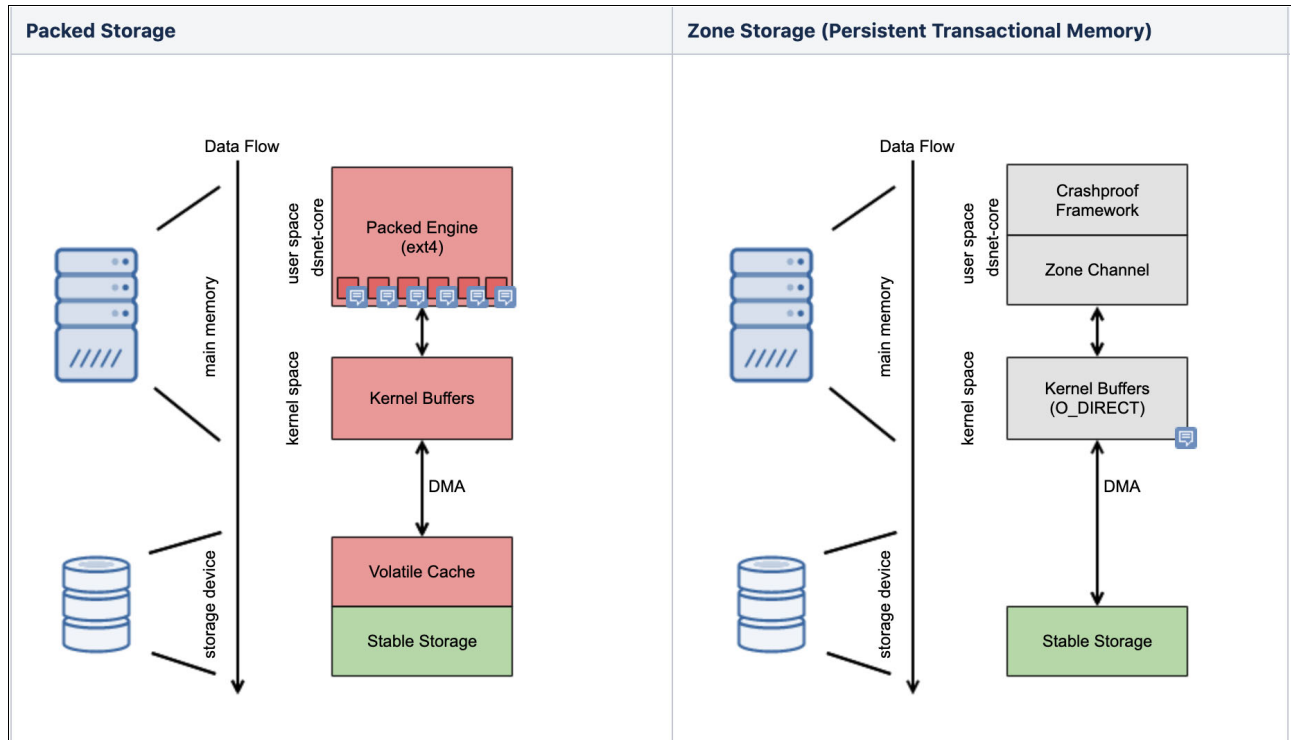 Packed Storage
Zone Storage (Persistent Transactional Memory)
Data Flow
user space
dsnet-core
Packed Engine
(ext4)
main memory
kernel space
Kernel Buffers
DMA
storage device
Volatile Cache
Stable Storage
Data Flow
user space
dsnet-core
Crashproof
Framework
Zone Channel
main memory
kernel space
Kernel Buffers
(O_DIRECT)
DMA
storage device
Stable Storage